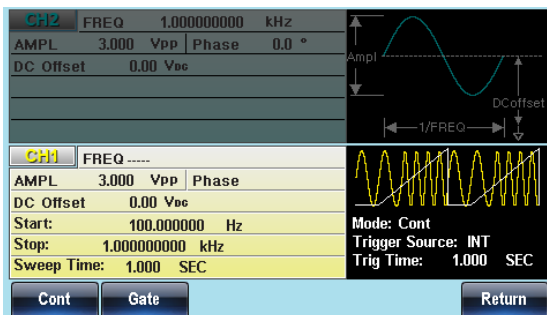 CH2 FREQ 1.000000000 kHz
AMPL 3.000 Vpp Phase 0.0 °
DC Offset 0.00 VDC
Ampl
DCoffset
1/FREQ
CH1 FREQ -----
AMPL 3.000 Vpp Phase
DC Offset 0.00 VDC
Start: 100.000000 Hz
Stop: 1.000000000 kHz
Sweep Time: 1.000 SEC
Mode: Cont
Trigger Source: INT
Trig Time: 1.000 SEC
Cont Gate Return